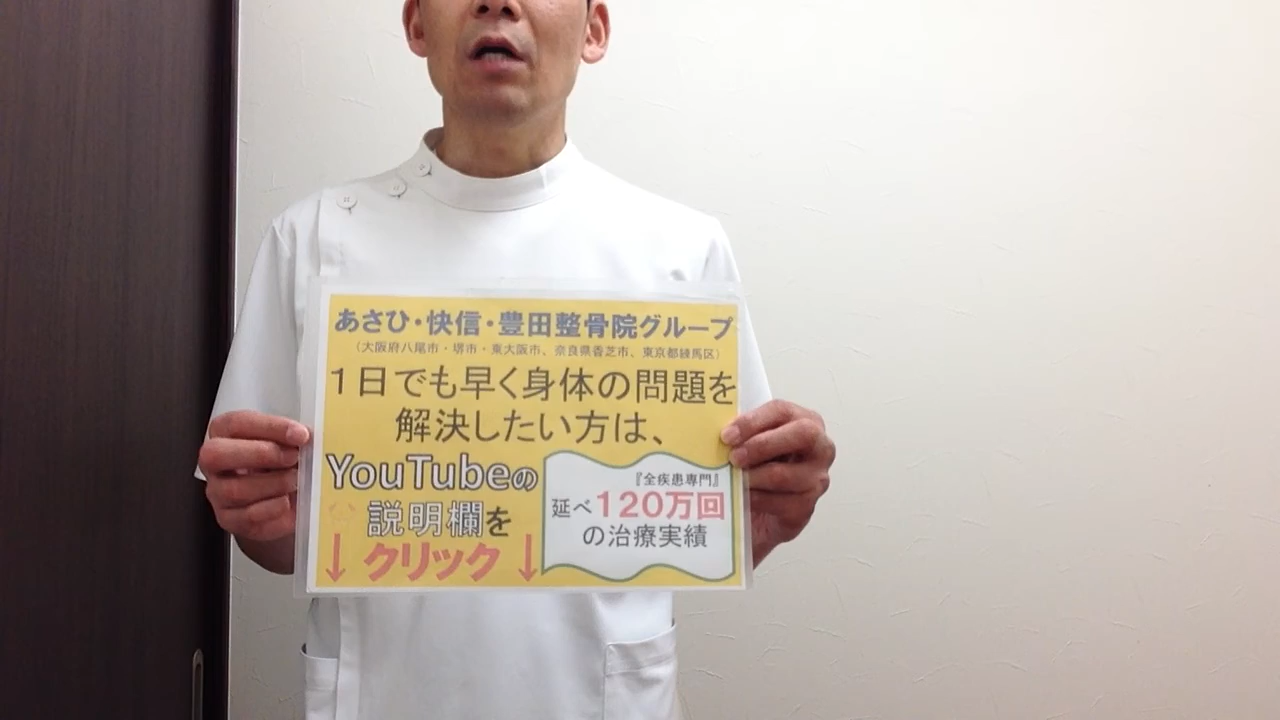 あさひ・快信・豊田整骨院グループ
（大阪府八尾市・堺市・東大阪市、奈良県香芝市、東京都練馬区）
１日でも早く身体の問題を
解決したい方は、
YouTubeの
説明欄を
↓クリック↓
『全疾患専門』
延べ120万回
の治療実績